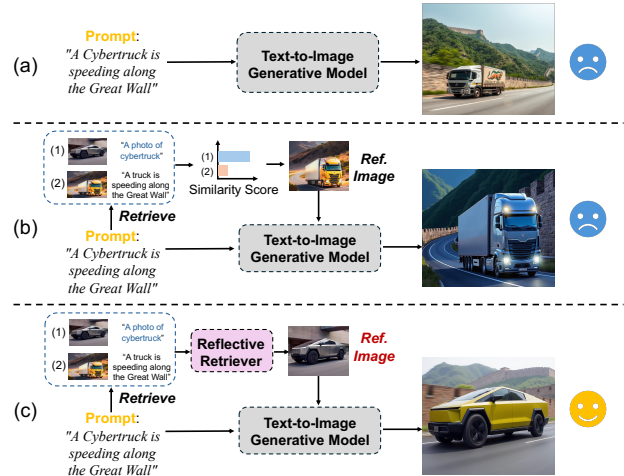 (a)
Prompt:
"A Cybertruck is
speeding along
the Great Wall"
Text-to-Image
Generative Model
(b)
(1)
"A photo of
cybertruck"
(2)
"A truck is
speeding along
the Great Wall"
(1)
(2)
Similarity Score
Ref.
Image
Retrieve
Prompt:
"A Cybertruck is
speeding along
the Great Wall"
Text-to-Image
Generative Model
(c)
(1)
"A photo of
cybertruck"
(2)
"A truck is
speeding along
the Great Wall"
Reflective
Retriever
Ref.
Image
Retrieve
Prompt:
"A Cybertruck is
speeding along
the Great Wall"
Text-to-Image
Generative Model